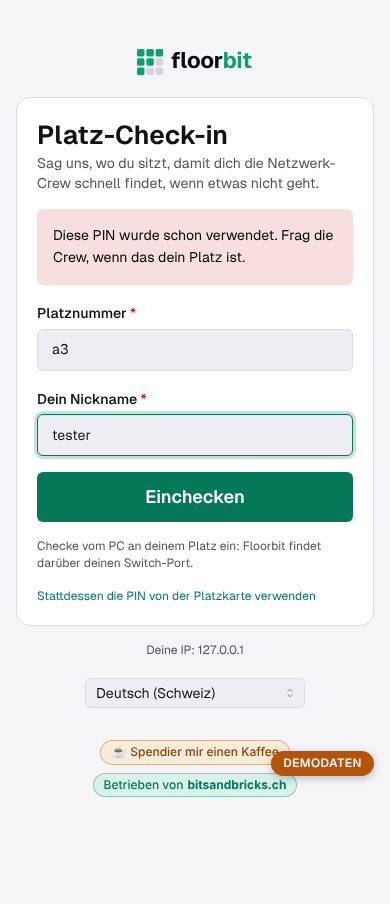 floorbit
Platz-Check-in
Sag uns, wo du sitzt, damit dich die Netzwerk-
Crew schnell findet, wenn etwas nicht geht.
Diese PIN wurde schon verwendet. Frag die
Crew, wenn das dein Platz ist.
Platznummer *
a3
Dein Nickname *
tester
Einchecken
Checke vom PC an deinem Platz ein: Floorbit findet
darüber deinen Switch-Port.
Stattdessen die PIN von der Platzkarte verwenden
Deine IP: 127.0.0.1
Deutsch (Schweiz)
☕ Spendier mir einen Kaffee
DEMODATEN
Betrieben von bitsandbricks.ch